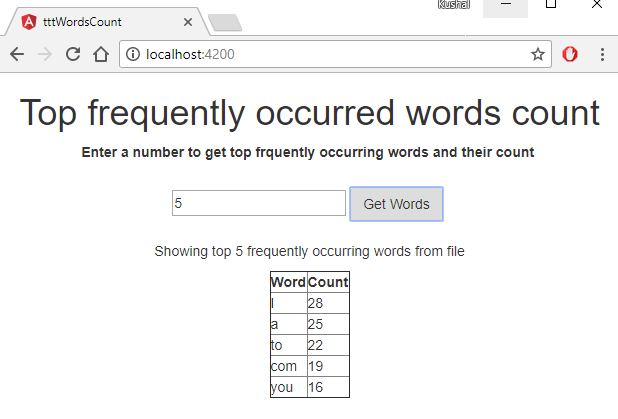 Kushal
tttWordsCount
localhost:4200
Top frequently occurred words count
Enter a number to get top frquently occurring words and their count
5 Get Words
Showing top 5 frequently occurring words from file
Word Count
I 28
a 25
to 22
com 19
you 16